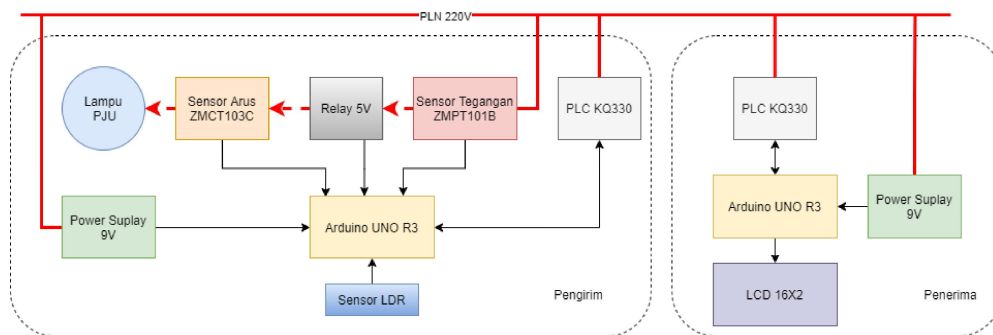 PLN 220V
Lampu
PJU
Sensor Arus
ZMCT103C
Relay 5V
Sensor Tegangan
ZMPT101B
PLC KQ330
Power Suplay
9V
Arduino UNO R3
Sensor LDR
Pengirim
PLC KQ330
Arduino UNO R3
Power Suplay
9V
LCD 16X2
Penerima